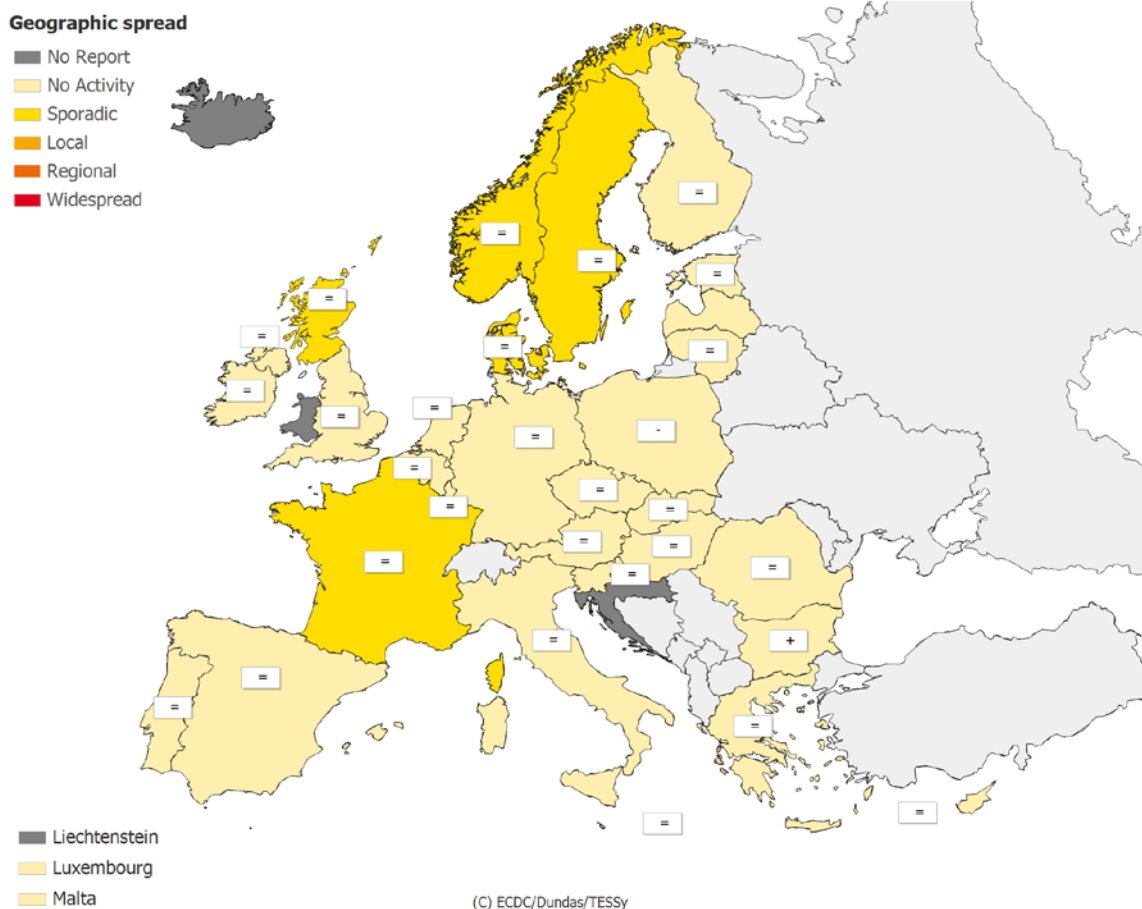 Geographic spread
No Report
No Activity
Sporadic
Local
Regional
Widespread
=
=
=
=
=
=
=
=
=
=
=
=
=
-
=
=
=
=
=
=
=
=
=
+
=
=
=
=
=
Liechtenstein
Luxembourg
Malta
(C) ECDC/Dundas/TESSy